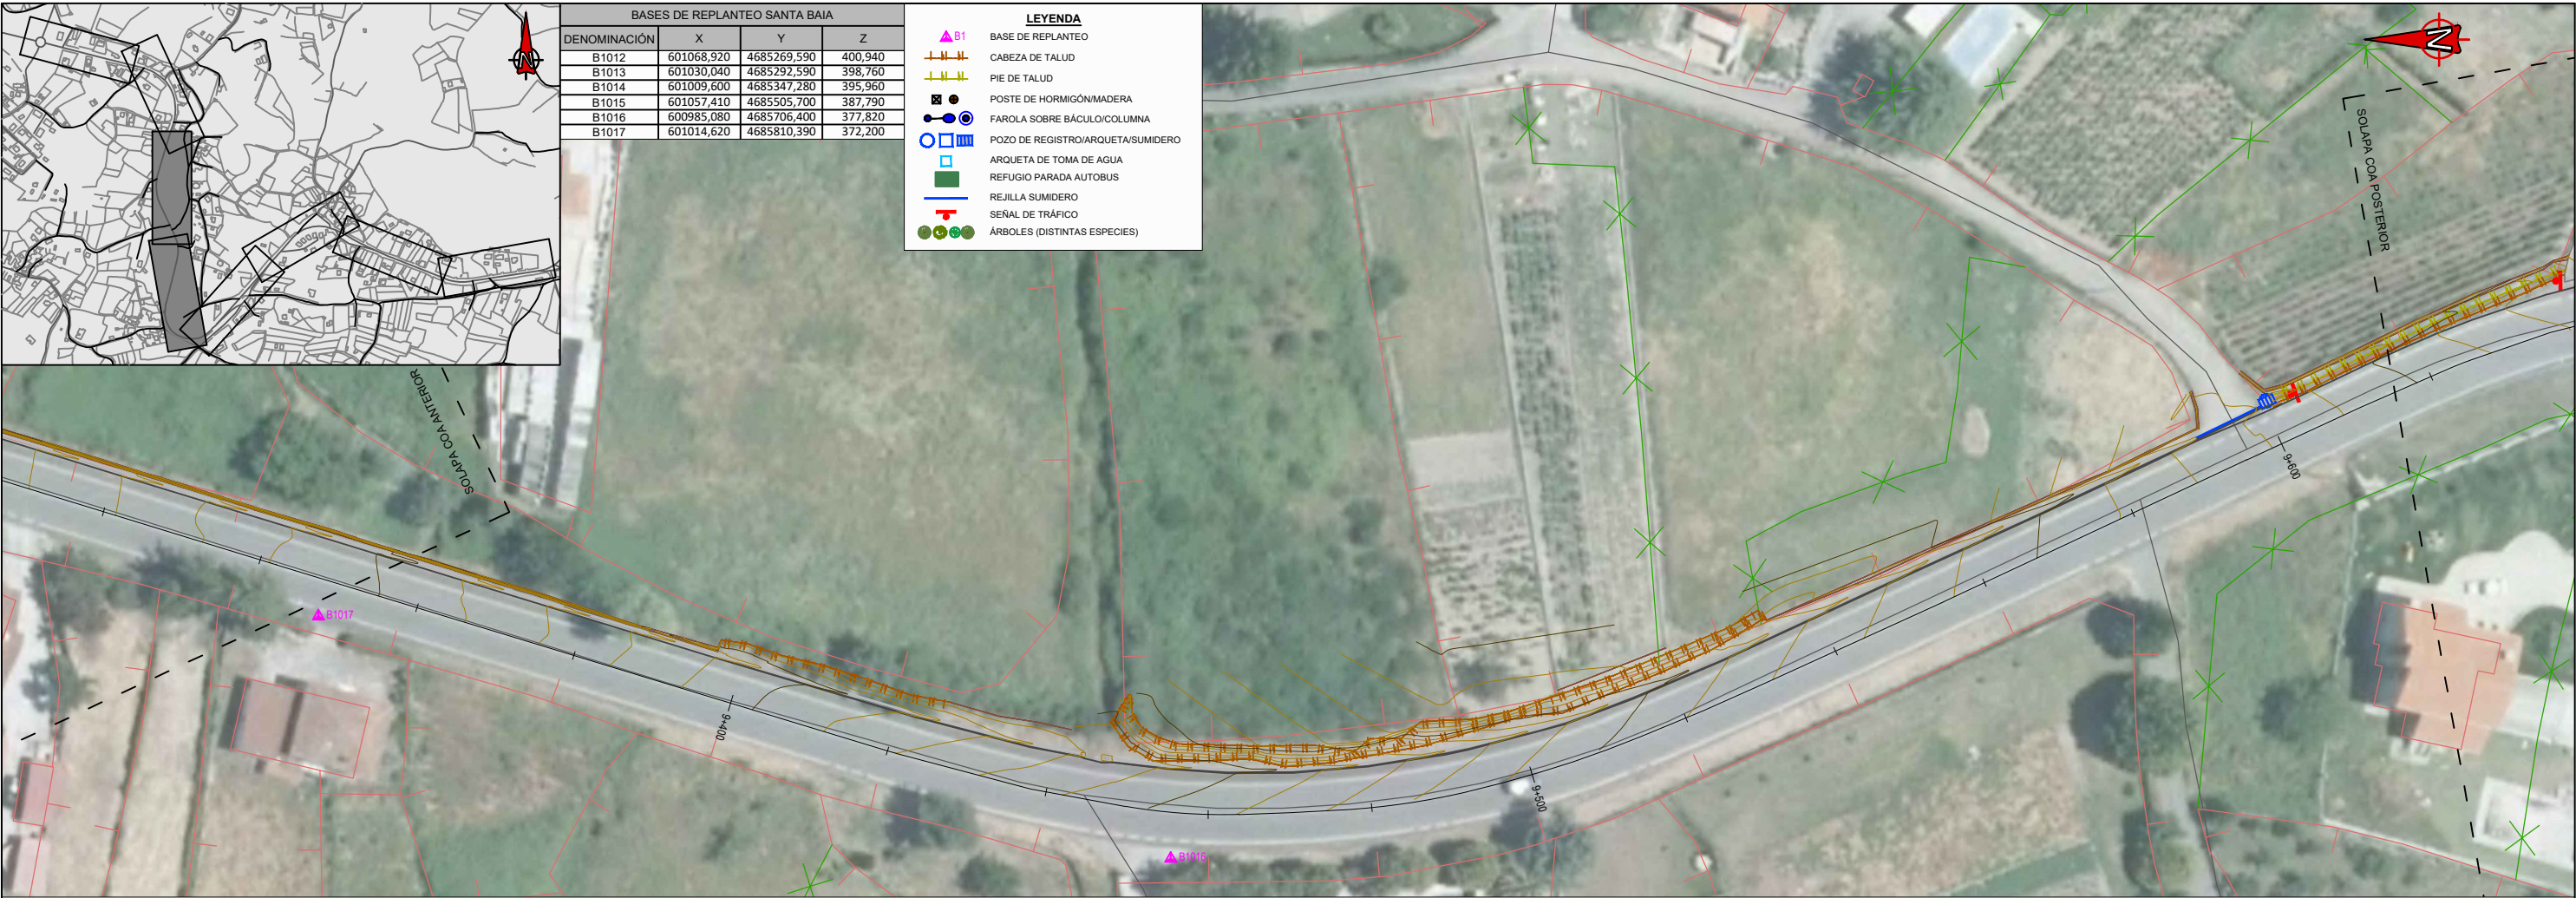 BASES DE REPLANTEO SANTA BAIA
DENOMINACIÓN X Y Z
B1012 601068,920 4685269,590 400,940
B1013 601030,040 4685292,590 398,760
B1014 601009,600 4685347,280 395,960
B1015 601057,410 4685505,700 387,790
B1016 600985,080 4685706,400 377,820
B1017 601014,620 4685810,390 372,200
LEYENDA
B1 BASE DE REPLANTEO
CABEZA DE TALUD
PIE DE TALUD
POSTE DE HORMIGÓN/MADERA
FAROLA SOBRE BÁCULO/COLUMNA
POZO DE REGISTRO/ARQUETA/SUMIDERO
ARQUETA DE TOMA DE AGUA
REFUGIO PARADA AUTOBUS
REJILLA SUMIDERO
SEÑAL DE TRÁFICO
ÁRBOLES (DISTINTAS ESPECIES)
N
N
SOLAPA COA ANTERIOR
SOLAPA COA POSTERIOR
B1017
B1016
9+400
9+500
9+600